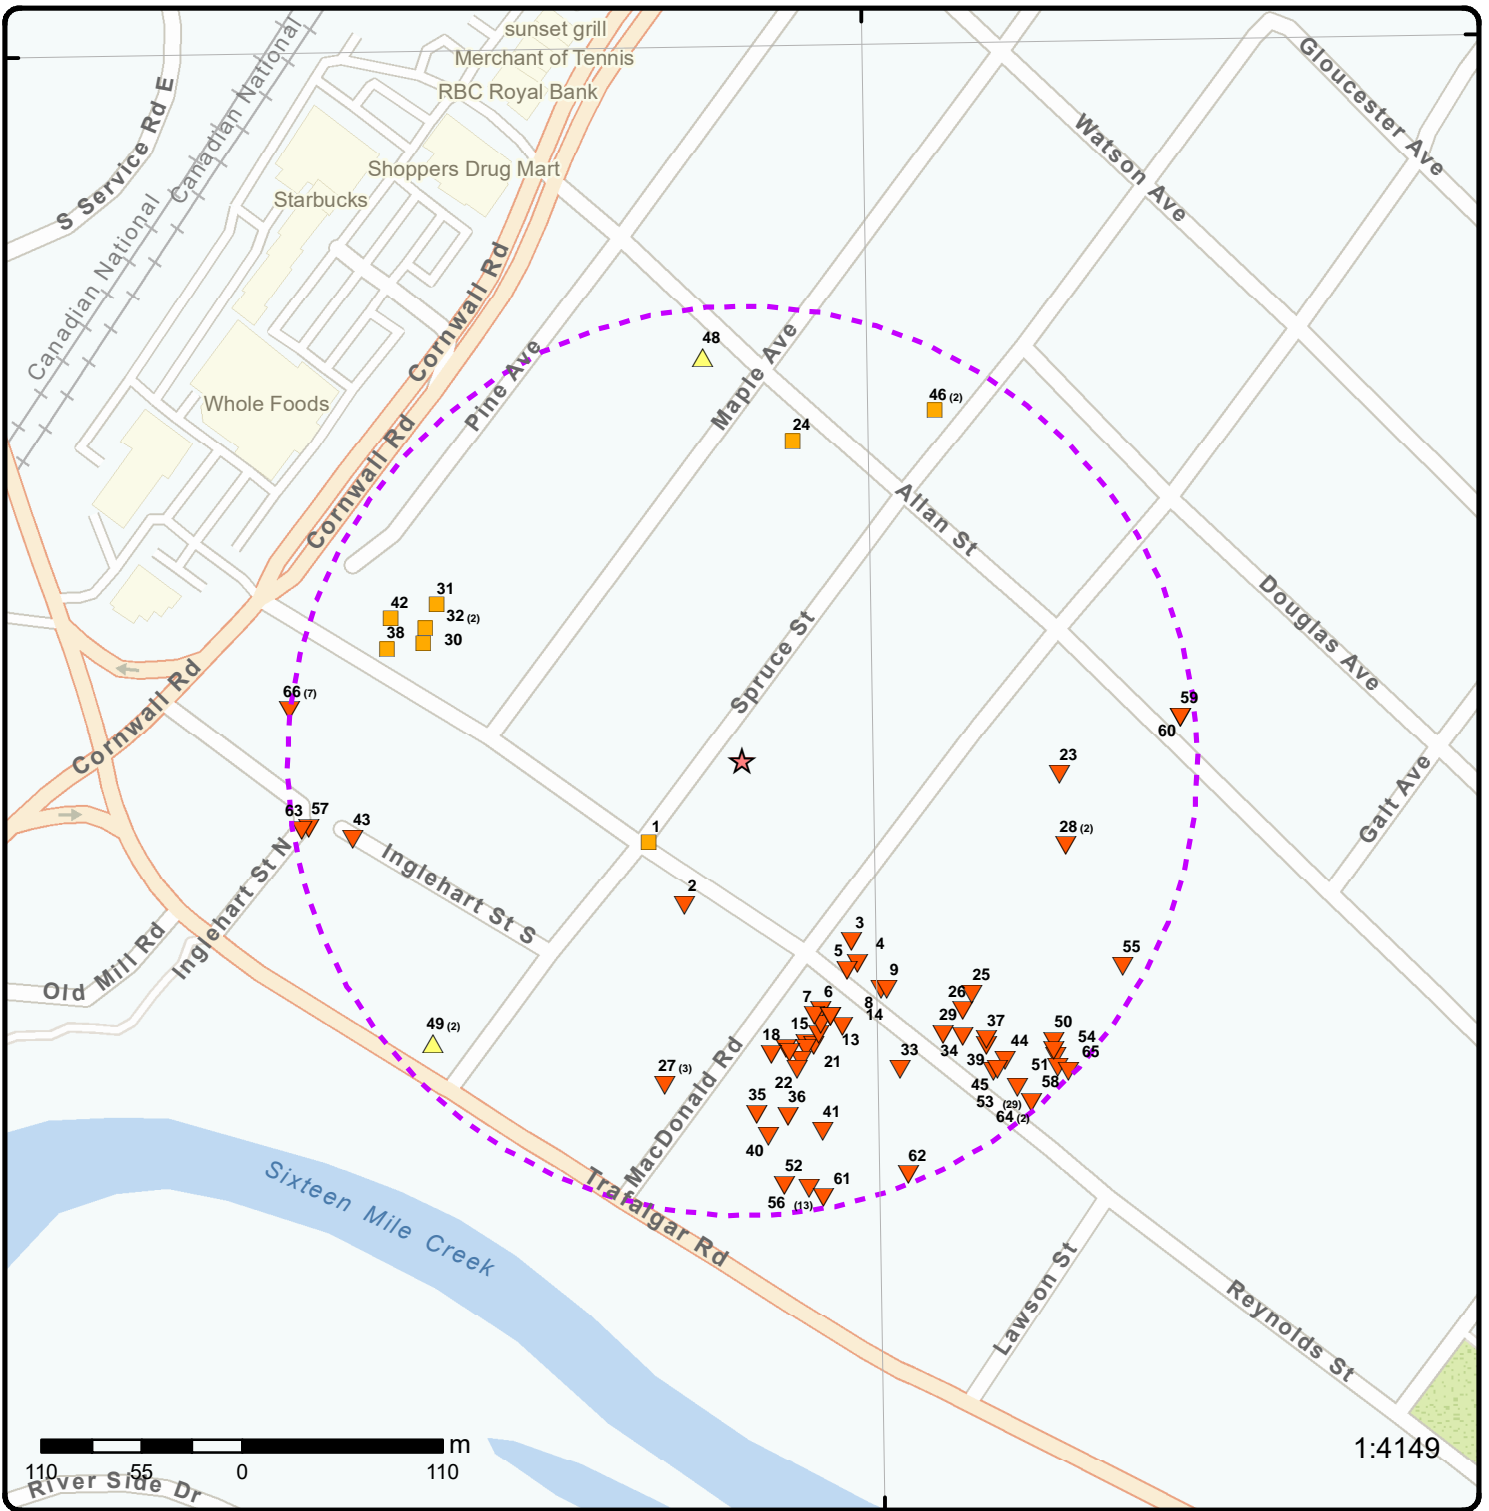 sunset grill
Merchant of Tennis
RBC Royal Bank
Gloucester Ave
Canadian National
Canadian National
S Service Rd E
Watson Ave
Shoppers Drug Mart
Starbucks
Canadian National
Cornwall Rd
48
Pine Ave
Maple Ave
Whole Foods
46 (2)
24
Cornwall Rd
Allan St
31
42
32 (2)
38
30
Douglas Ave
Spruce St
66 (7)
59
60
Cornwall Rd
23
Galt Ave
63
57
43
1
28 (2)
Inglehart St S
Inglehart St N
2
3
4
5
Old Mill Rd
55
9
25
26
7
6
8
14
49 (2)
15
29
37
50
54
13
18
34
44
65
21
33
39
51
27 (3)
22
45
58
MacDonald Rd
35
36
53 (29)
64 (2)
41
40
62
52
61
56 (13)
Trafalgar Rd
Sixteen Mile Creek
Lawson St
Reynolds St
m
1:4149
110
55
0
110
River Side Dr